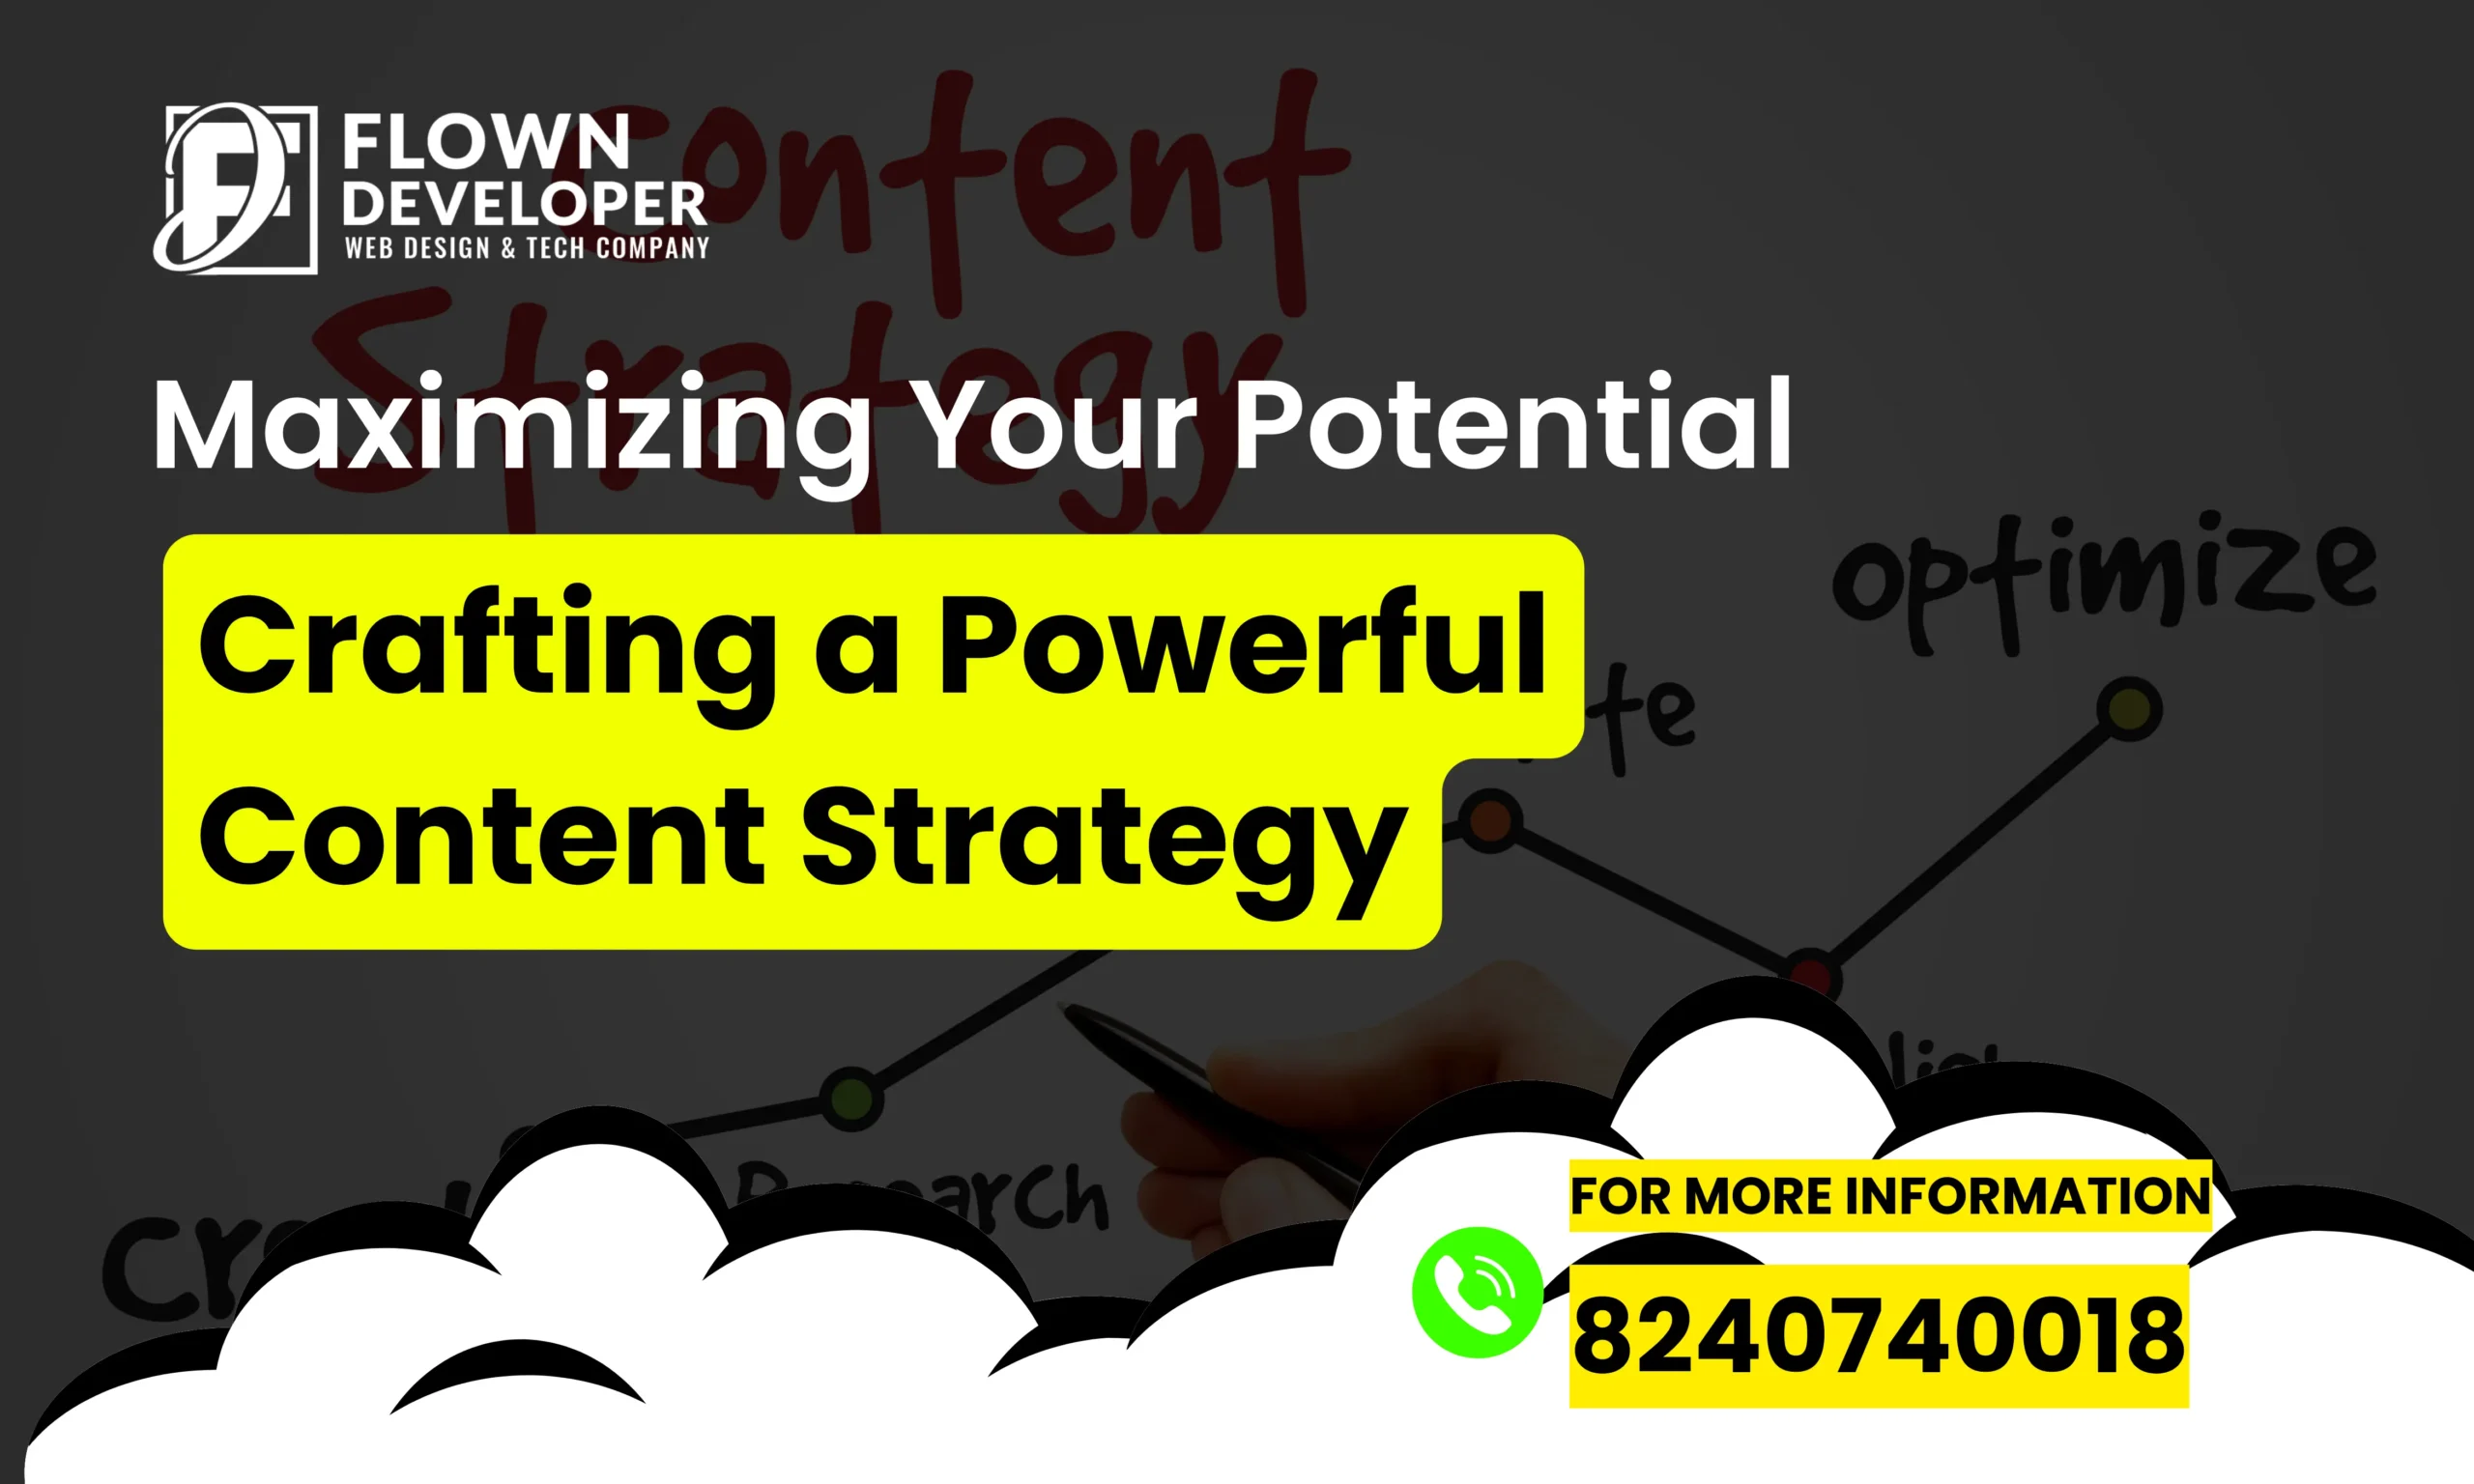 FLOWN
DEVELOPER
WEB DESIGN & TECH COMPANY
Content
Strategy
Maximizing Your Potential
Crafting a Powerful
Content Strategy
optimize
FOR MORE INFORMATION
8240740018